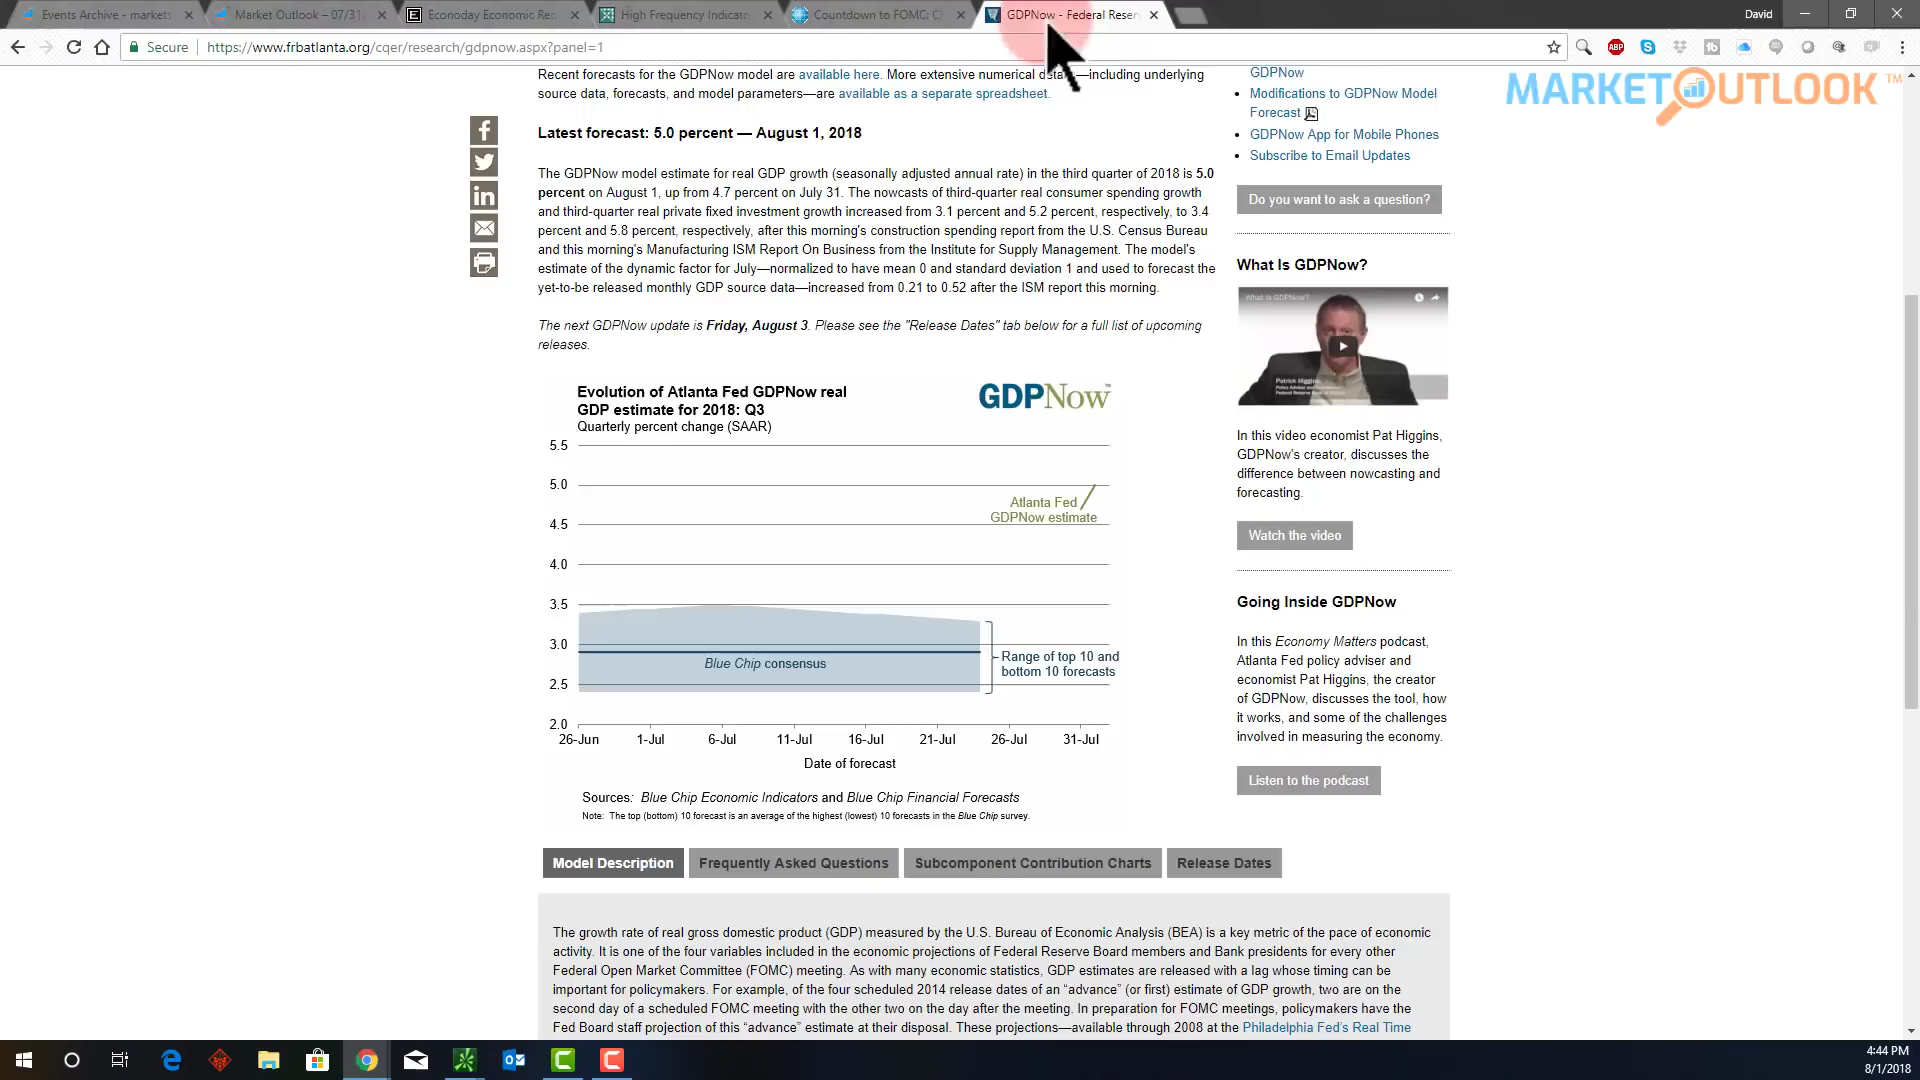 Events Archive - markets
Market Outlook – 07/31/
Econoday Economic Rep
High Frequency Indicato
Countdown to FOMC: C
GDPNow - Federal Reser
David
Secure
https://www.frbatlanta.org/cqer/research/gdpnow.aspx?panel=1
MARKETOUTLOOK™
Recent forecasts for the GDPNow model are available here. More extensive numerical —including underlying
source data, forecasts, and model parameters—are available as a separate spreadsheet.
Latest forecast: 5.0 percent — August 1, 2018
The GDPNow model estimate for real GDP growth (seasonally adjusted annual rate) in the third quarter of 2018 is 5.0
percent on August 1, up from 4.7 percent on July 31. The nowcasts of third-quarter real consumer spending growth
and third-quarter real private fixed investment growth increased from 3.1 percent and 5.2 percent, respectively, to 3.4
percent and 5.8 percent, respectively, after this morning's construction spending report from the U.S. Census Bureau
and this morning's Manufacturing ISM Report On Business from the Institute for Supply Management. The model's
estimate of the dynamic factor for July—normalized to have mean 0 and standard deviation 1 and used to forecast the
yet-to-be released monthly GDP source data—increased from 0.21 to 0.52 after the ISM report this morning.
The next GDPNow update is Friday, August 3. Please see the "Release Dates" tab below for a full list of upcoming
releases.
Evolution of Atlanta Fed GDPNow real
GDP estimate for 2018: Q3
Quarterly percent change (SAAR)
GDPNow™
5.5
5.0
4.5
4.0
3.5
3.0
2.5
2.0
Atlanta Fed
GDPNow estimate
Blue Chip consensus
Range of top 10 and
bottom 10 forecasts
26-Jun 1-Jul 6-Jul 11-Jul 16-Jul 21-Jul 26-Jul 31-Jul
Date of forecast
Sources: Blue Chip Economic Indicators and Blue Chip Financial Forecasts
Note: The top (bottom) 10 forecast is an average of the highest (lowest) 10 forecasts in the Blue Chip survey.
Model Description
Frequently Asked Questions
Subcomponent Contribution Charts
Release Dates
The growth rate of real gross domestic product (GDP) measured by the U.S. Bureau of Economic Analysis (BEA) is a key metric of the pace of economic
activity. It is one of the four variables included in the economic projections of Federal Reserve Board members and Bank presidents for every other
Federal Open Market Committee (FOMC) meeting. As with many economic statistics, GDP estimates are released with a lag whose timing can be
important for policymakers. For example, of the four scheduled 2014 release dates of an “advance” (or first) estimate of GDP growth, two are on the
second day of a scheduled FOMC meeting with the other two on the day after the meeting. In preparation for FOMC meetings, policymakers have the
Fed Board staff projection of this “advance” estimate at their disposal. These projections—available through 2008 at the Philadelphia Fed's Real Time
GDPNow
Modifications to GDPNow Model
Forecast
GDPNow App for Mobile Phones
Subscribe to Email Updates
Do you want to ask a question?
What Is GDPNow?
What is GDPNow?
Patrick Higgins
In this video economist Pat Higgins,
GDPNow's creator, discusses the
difference between nowcasting and
forecasting.
Watch the video
Going Inside GDPNow
In this Economy Matters podcast,
Atlanta Fed policy adviser and
economist Pat Higgins, the creator
of GDPNow, discusses the tool, how
it works, and some of the challenges
involved in measuring the economy.
Listen to the podcast
4:44 PM
8/1/2018